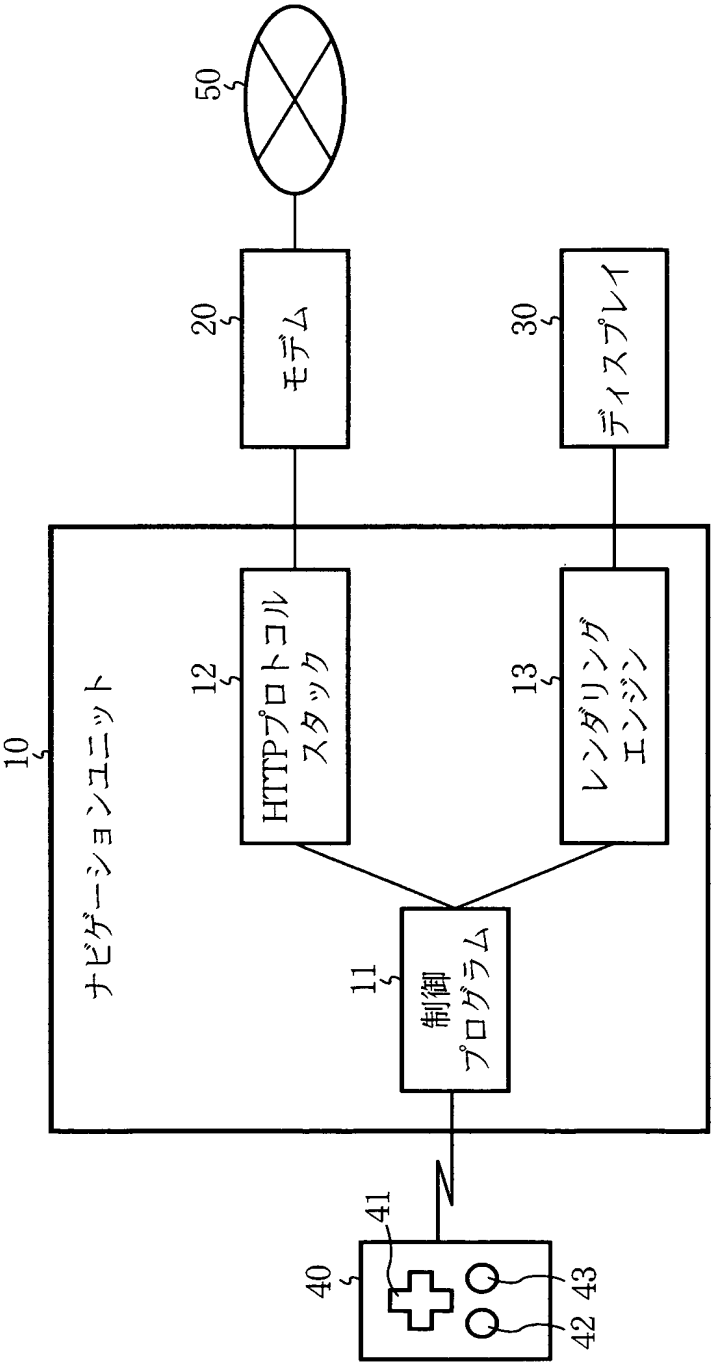 10
ナビゲーションユニット
50
20
モデム
12
HTTPプロトコル
スタック
11
制御
プログラム
13
レンダリング
エンジン
30
ディスプレイ
40
41
42
43